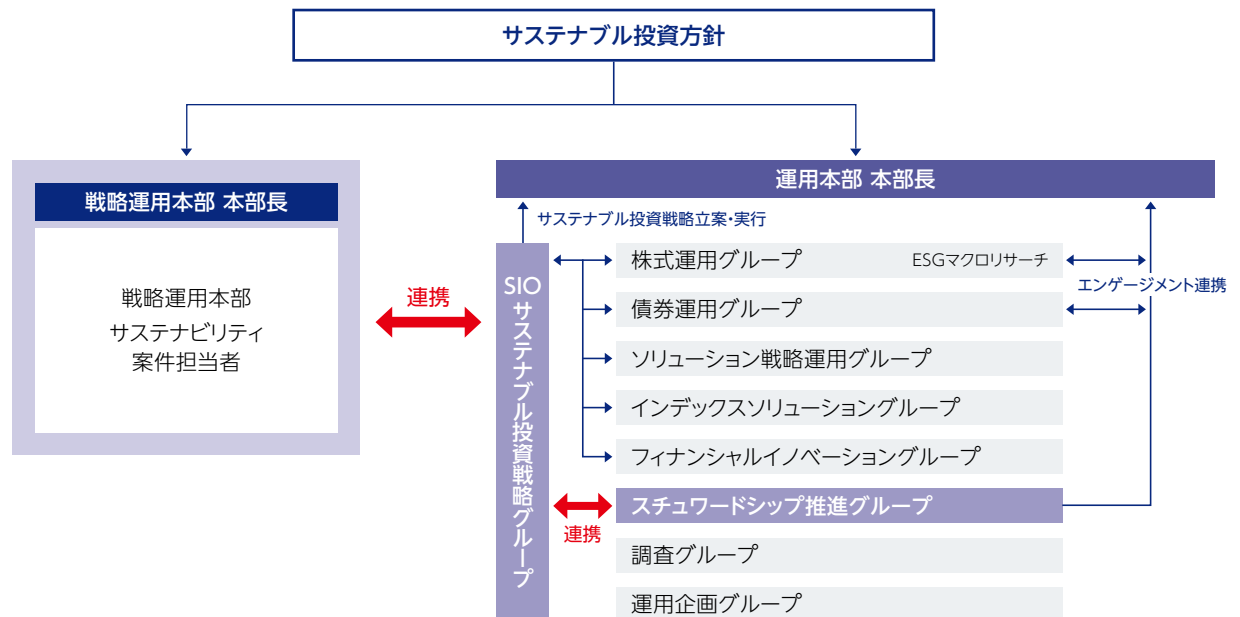 サステナブル投資方針
戦略運用本部 本部長
戦略運用本部
サステナビリティ
案件担当者
連携
運用本部 本部長
サステナブル投資戦略立案・実行
SIO サステナブル投資戦略グループ
株式運用グループ ESGマクロリサーチ
エンゲージメント連携
債券運用グループ
ソリューション戦略運用グループ
インデックスソリューショングループ
フィナンシャルイノベーショングループ
連携
スチュワードシップ推進グループ
調査グループ
運用企画グループ